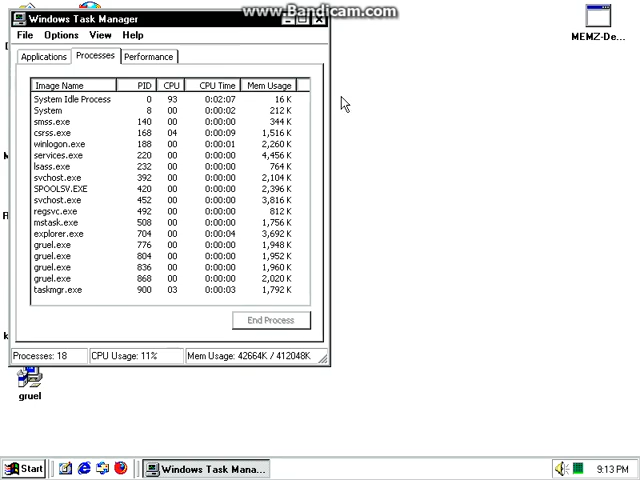 www.Bandicam.com
Windows Task Manager
File Options View Help
MEMZ-De...
Applications Processes Performance
Image Name PID CPU CPU Time Mem Usage
System Idle Process 0 93 0:02:07 16 K
System 8 00 0:00:02 212 K
smss.exe 140 00 0:00:00 344 K
csrss.exe 168 04 0:00:09 1,516 K
winlogon.exe 188 00 0:00:01 2,260 K
services.exe 220 00 0:00:00 4,456 K
lsass.exe 232 00 0:00:00 764 K
svchost.exe 392 00 0:00:00 2,104 K
SPOOLSV.EXE 420 00 0:00:00 2,396 K
svchost.exe 452 00 0:00:00 3,816 K
regsvc.exe 492 00 0:00:00 812 K
mstask.exe 508 00 0:00:00 1,756 K
explorer.exe 704 00 0:00:04 3,692 K
gruel.exe 776 00 0:00:00 1,948 K
gruel.exe 804 00 0:00:00 1,952 K
gruel.exe 836 00 0:00:00 1,960 K
gruel.exe 868 00 0:00:00 2,020 K
taskmgr.exe 900 03 0:00:03 1,792 K
End Process
Processes: 18 CPU Usage: 11% Mem Usage: 42664K / 412048K
gruel
Start Windows Task Mana... 9:13 PM